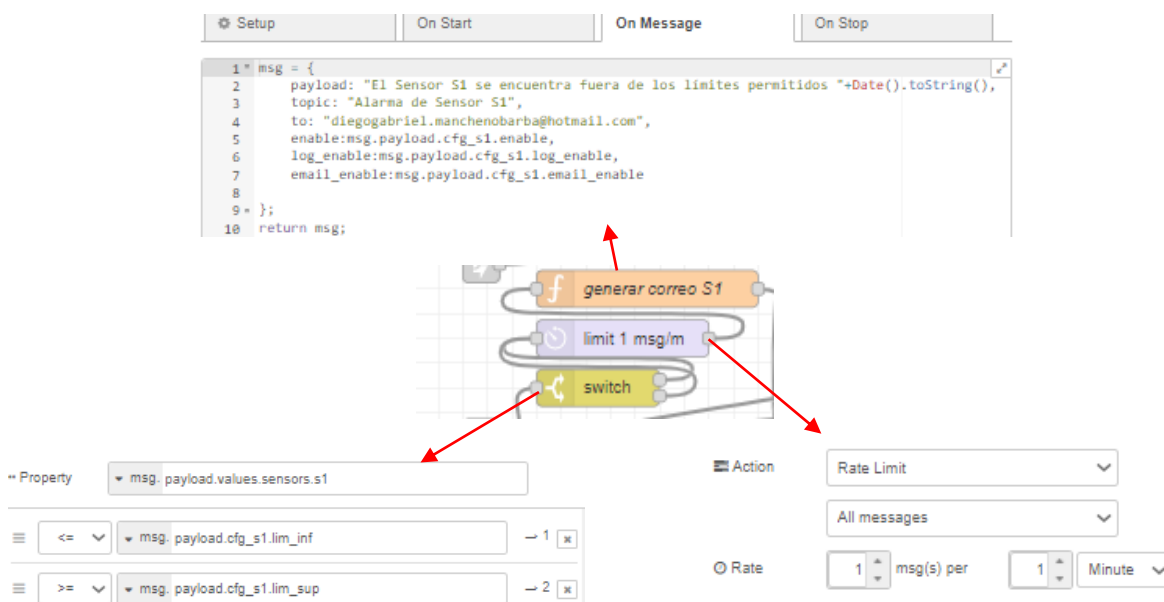 Setup On Start On Message On Stop
1 msg = {
2 payload: "El Sensor S1 se encuentra fuera de los límites permitidos "+Date().toString(),
3 topic: "Alarma de Sensor S1",
4 to: "diegogabriel.manchenobarba@hotmail.com",
5 enable:msg.payload.cfg_s1.enable,
6 log_enable:msg.payload.cfg_s1.log_enable,
7 email_enable:msg.payload.cfg_s1.email_enable
8
9 };
10 return msg;
generar correo S1
limit 1 msg/m
switch
Property msg. payload.values.sensors.s1
<= msg. payload.cfg_s1.lim_inf → 1 x
>= msg. payload.cfg_s1.lim_sup → 2 x
Action Rate Limit
All messages
Rate 1 msg(s) per 1 Minute